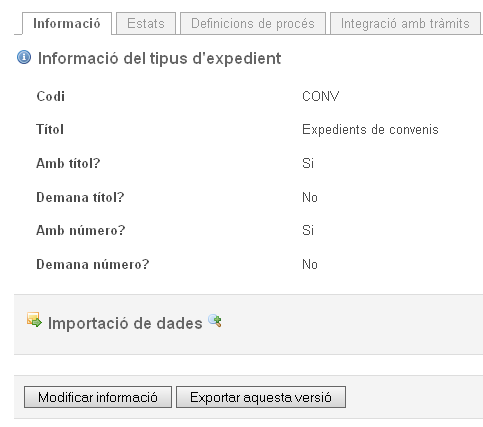 Informació Estats Definicions de procés Integració amb tràmits
Informació del tipus d'expedient
Codi CONV
Títol Expedients de convenis
Amb títol? Si
Demana títol? No
Amb número? Si
Demana número? No
Importació de dades
Modificar informació Exportar aquesta versió